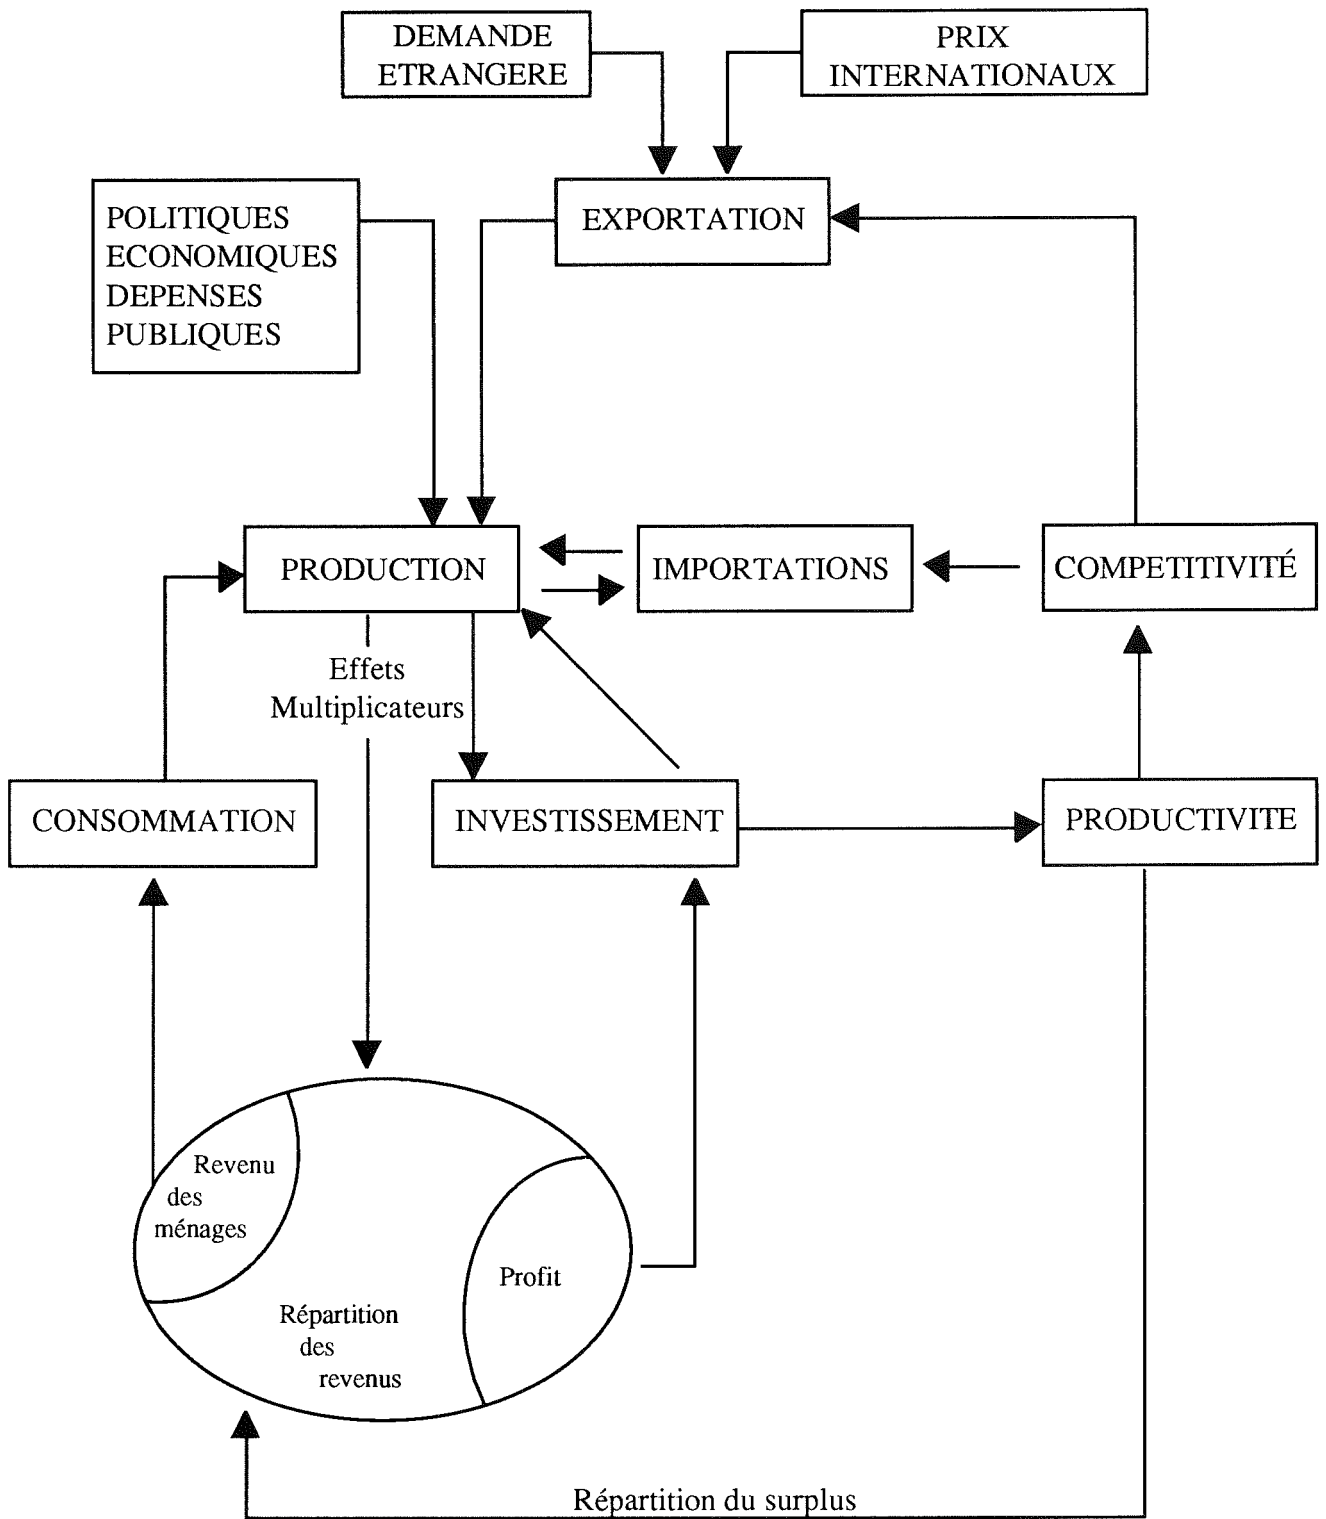 DEMANDE
ETRANGERE
PRIX
INTERNATIONAUX
POLITIQUES
ECONOMIQUES
DEPENSES
PUBLIQUES
EXPORTATION
PRODUCTION
IMPORTATIONS
COMPETITIVITÉ
Effets
Multiplicateurs
CONSOMMATION
INVESTISSEMENT
PRODUCTIVITE
Revenu
des
ménages
Profit
Répartition
des
revenus
Répartition du surplus